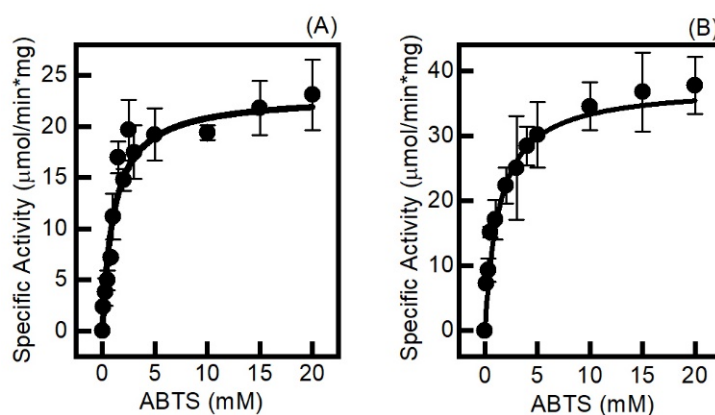 (A)
Specific Activity (μmol/min*mg)
25
20
15
10
5
0
0 5 10 15 20
ABTS (mM)
(B)
Specific Activity (μmol/min*mg)
40
30
20
10
0
0 5 10 15 20
ABTS (mM)